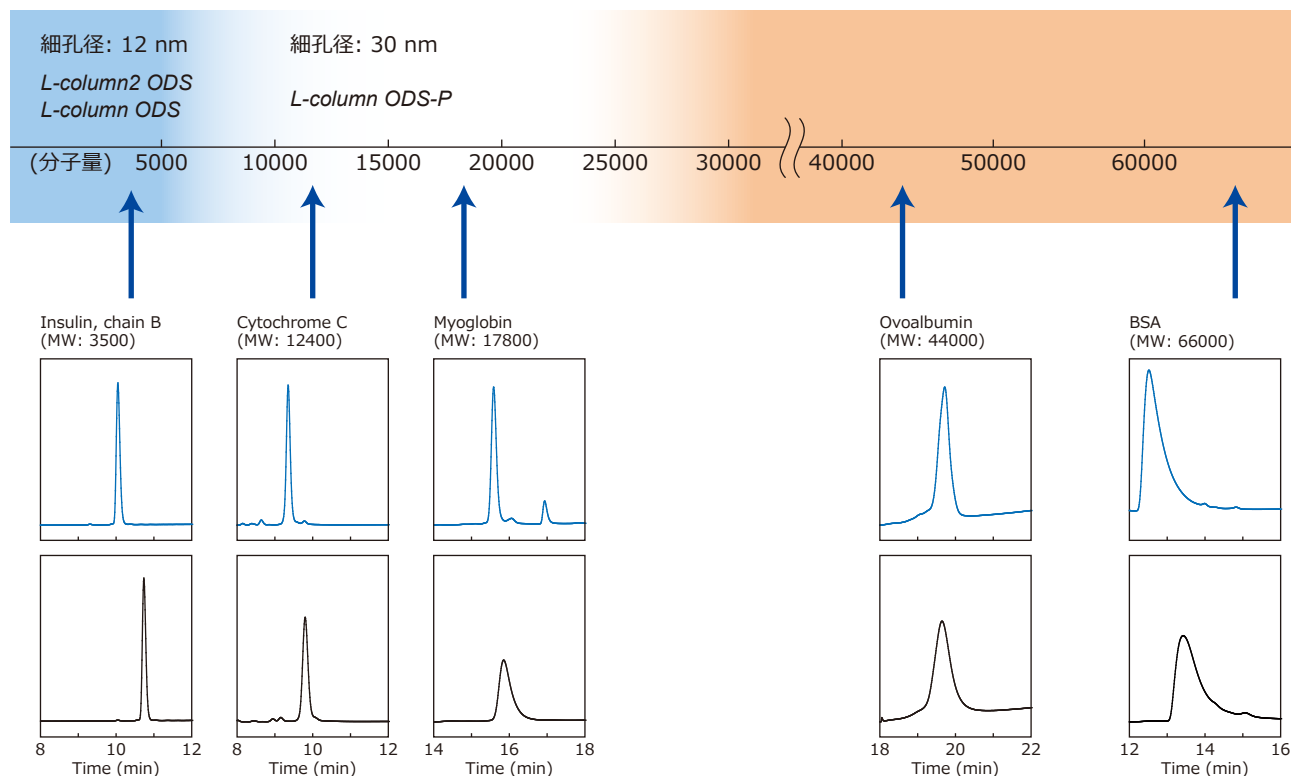 細孔径: 12 nm
L-column2 ODS
L-column ODS
細孔径: 30 nm
L-column ODS-P
(分子量) 5000 10000 15000 20000 25000 30000 40000 50000 60000
Insulin, chain B
(MW: 3500)
Cytochrome C
(MW: 12400)
Myoglobin
(MW: 17800)
Ovoalbumin
(MW: 44000)
BSA
(MW: 66000)
8 10 12
Time (min)
8 10 12
Time (min)
14 16 18
Time (min)
18 20 22
Time (min)
12 14 16
Time (min)